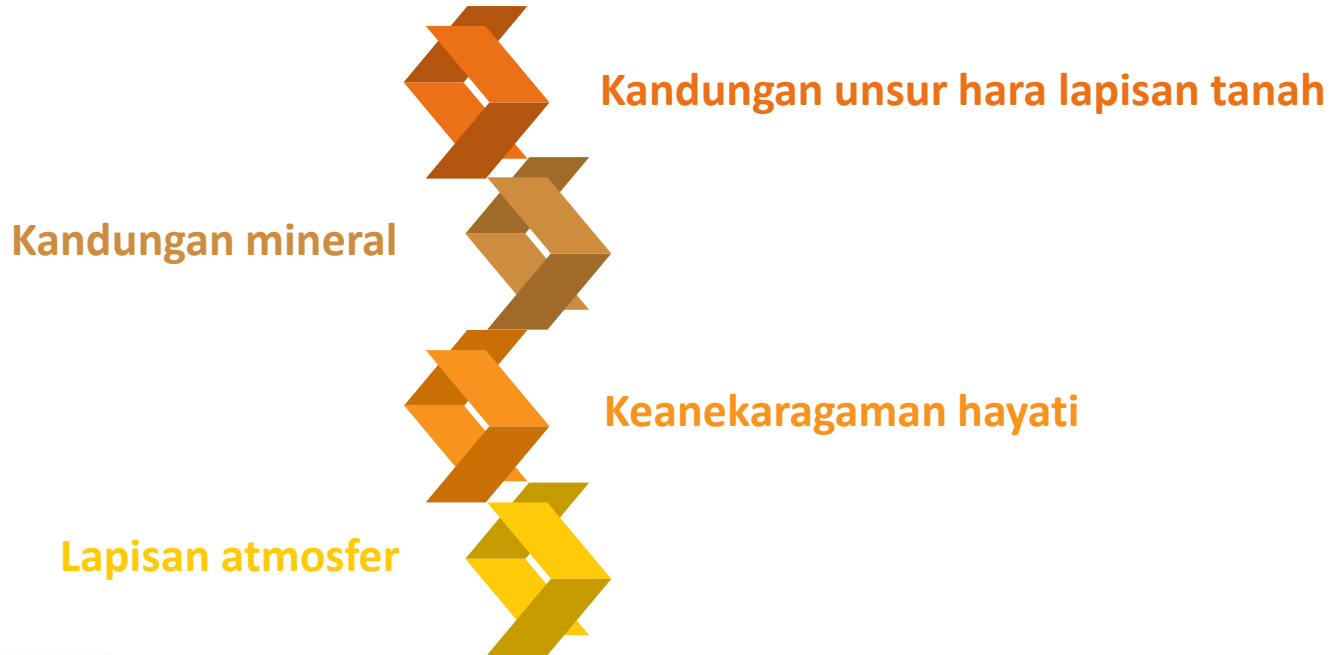 Kandungan unsur hara lapisan tanah
Kandungan mineral
Keanekaragaman hayati
Lapisan atmosfer